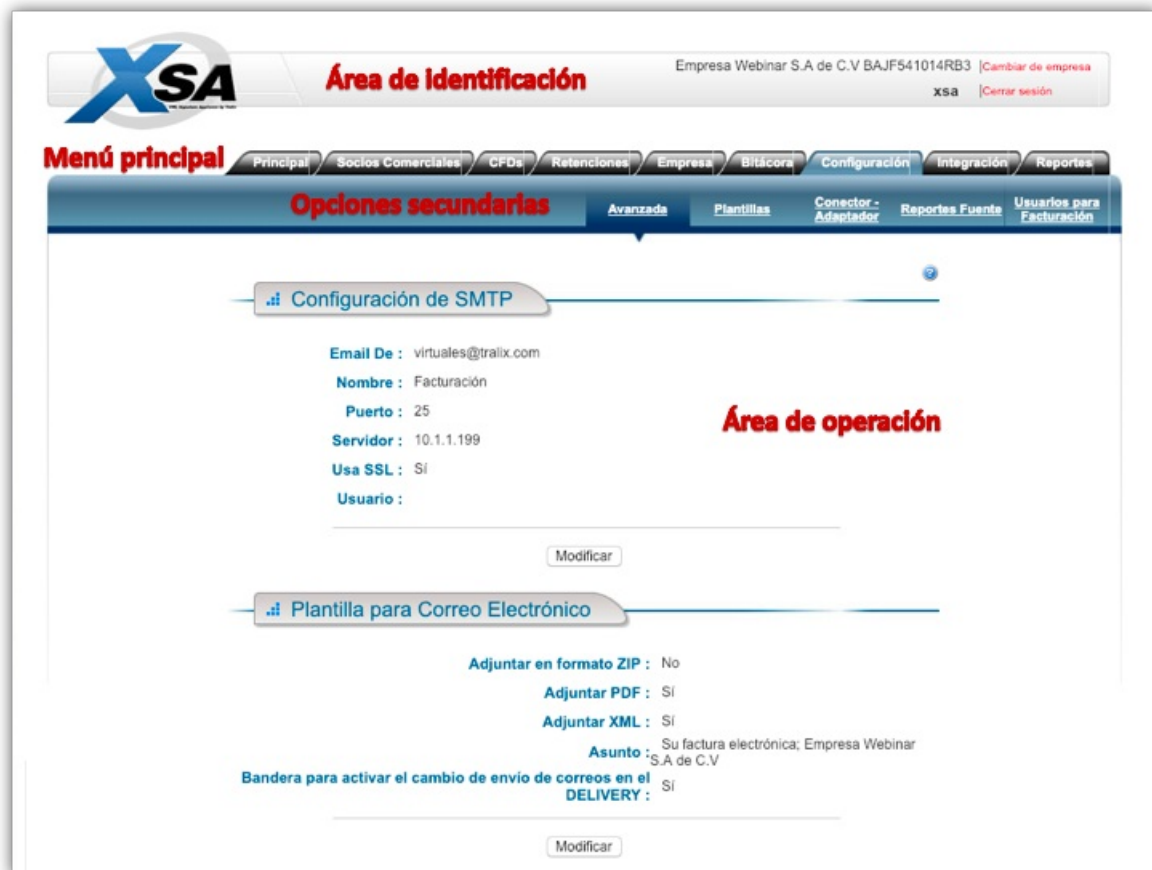 XSA
Área de identificación
Empresa Webinar S.A de C.V BAJF541014RB3 |Cambiar de empresa
xsa |Cerrar sesión
Menú principal
Principal Socios Comerciales CFDs Retenciones Empresa Bitácora Configuración Integración Reportes
Opciones secundarias
Avanzada Plantillas Conector - Adaptador Reportes Fuente Usuarios para Facturación
Configuración de SMTP
Email De : virtuales@tralix.com
Nombre : Facturación
Puerto : 25
Área de operación
Servidor : 10.1.1.199
Usa SSL : Sí
Usuario :
Modificar
Plantilla para Correo Electrónico
Adjuntar en formato ZIP : No
Adjuntar PDF : Sí
Adjuntar XML : Sí
Asunto : Su factura electrónica; Empresa Webinar
S.A de C.V
Bandera para activar el cambio de envío de correos en el
DELIVERY : Sí
Modificar